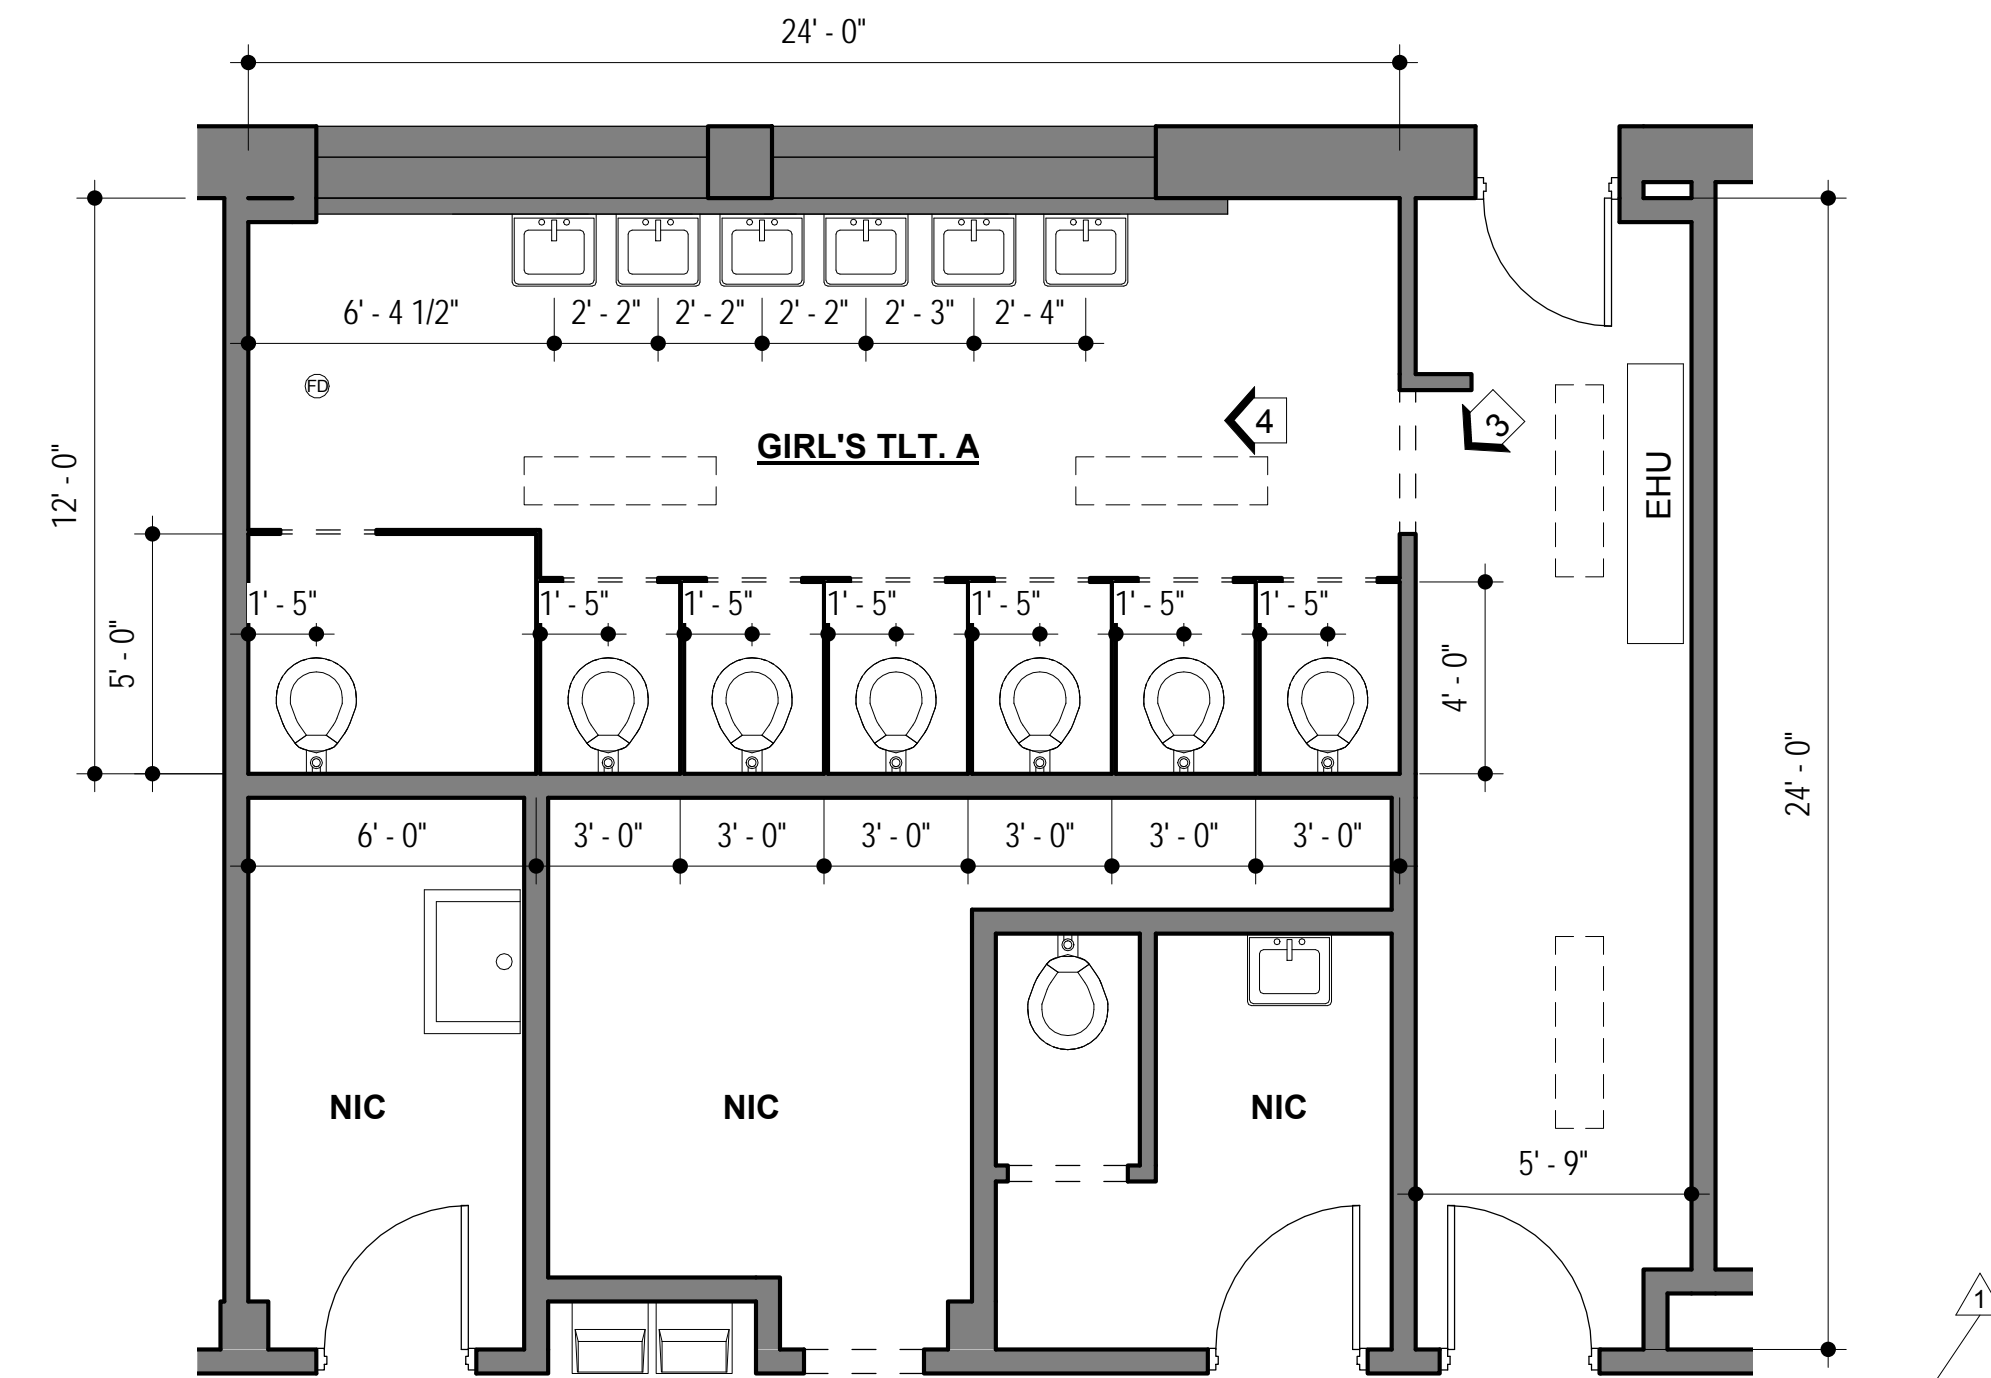 24' - 0"
6' - 4 1/2"
2' - 2"
2' - 2"
2' - 2"
2' - 3"
2' - 4"
FD
4
3
GIRL'S TLT. A
12' - 0"
EHU
5' - 0"
1' - 5"
1' - 5"
1' - 5"
1' - 5"
1' - 5"
1' - 5"
1' - 5"
4' - 0"
24' - 0"
6' - 0"
3' - 0"
3' - 0"
3' - 0"
3' - 0"
3' - 0"
3' - 0"
NIC
NIC
NIC
5' - 9"
1